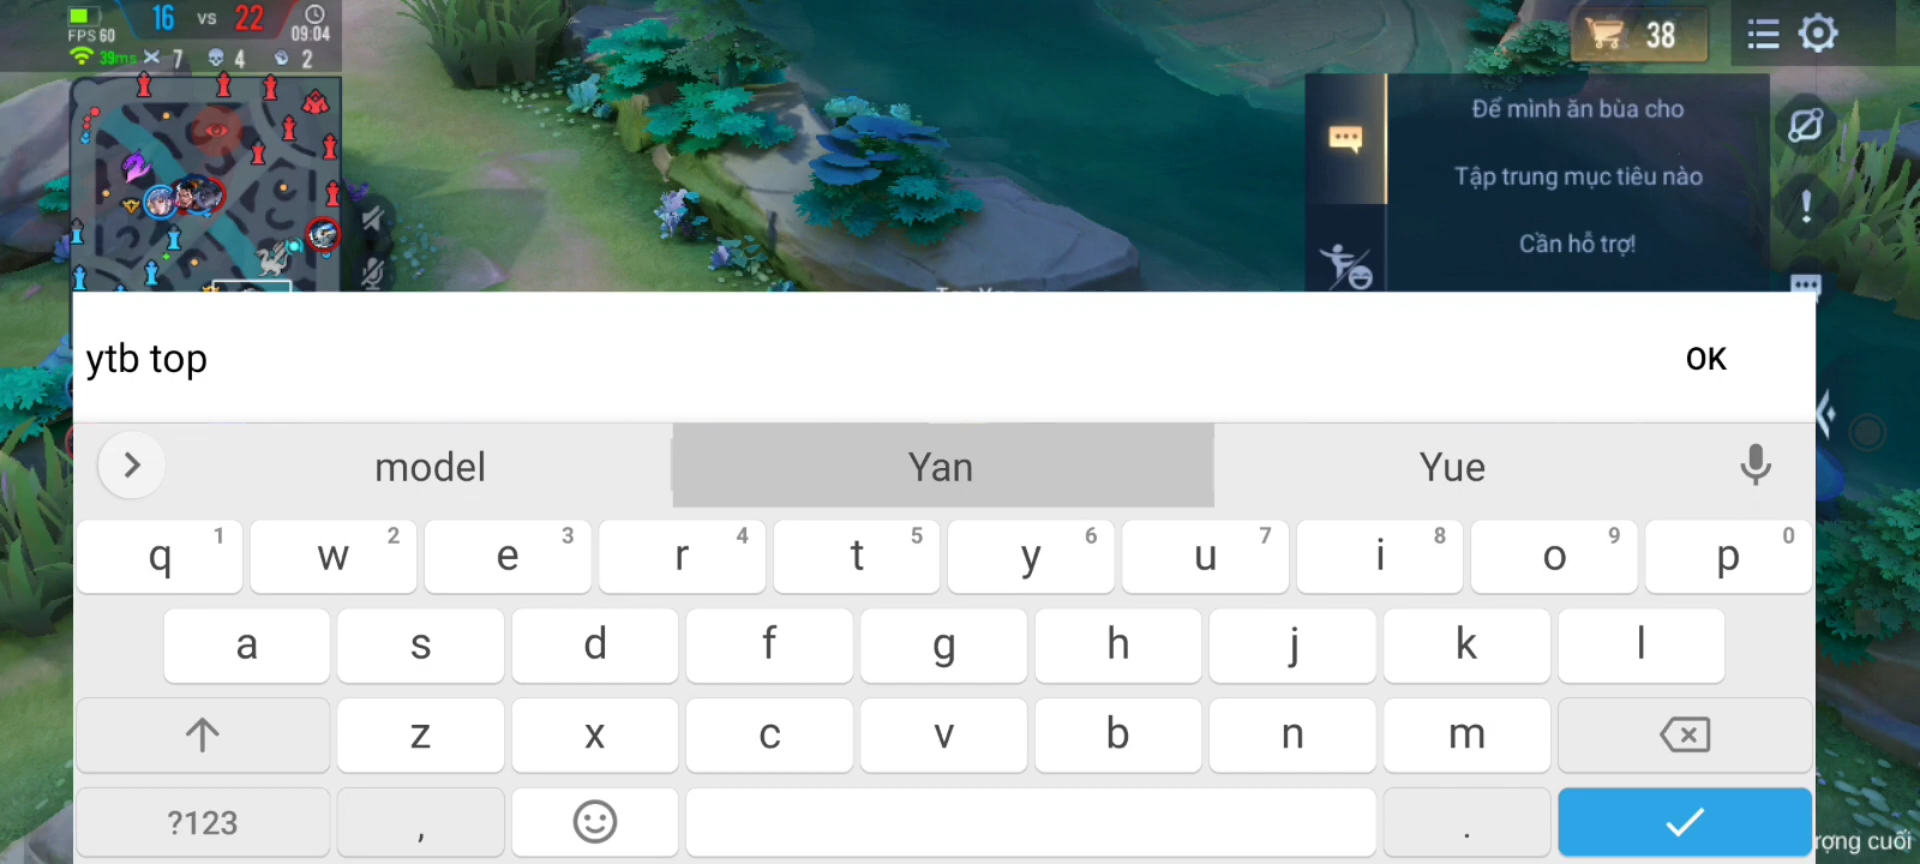 16 vs 22
FPS 60
09:04
39ms 7 4 2
38
Để mình ăn bùa cho
Tập trung mục tiêu nào
Cần hỗ trợ!
ytb top
OK
model Yan Yue
q 1 w 2 e 3 r 4 t 5 y 6 u 7 i 8 o 9 p 0
a s d f g h j k l
z x c v b n m
?123 , .
ượng cuối